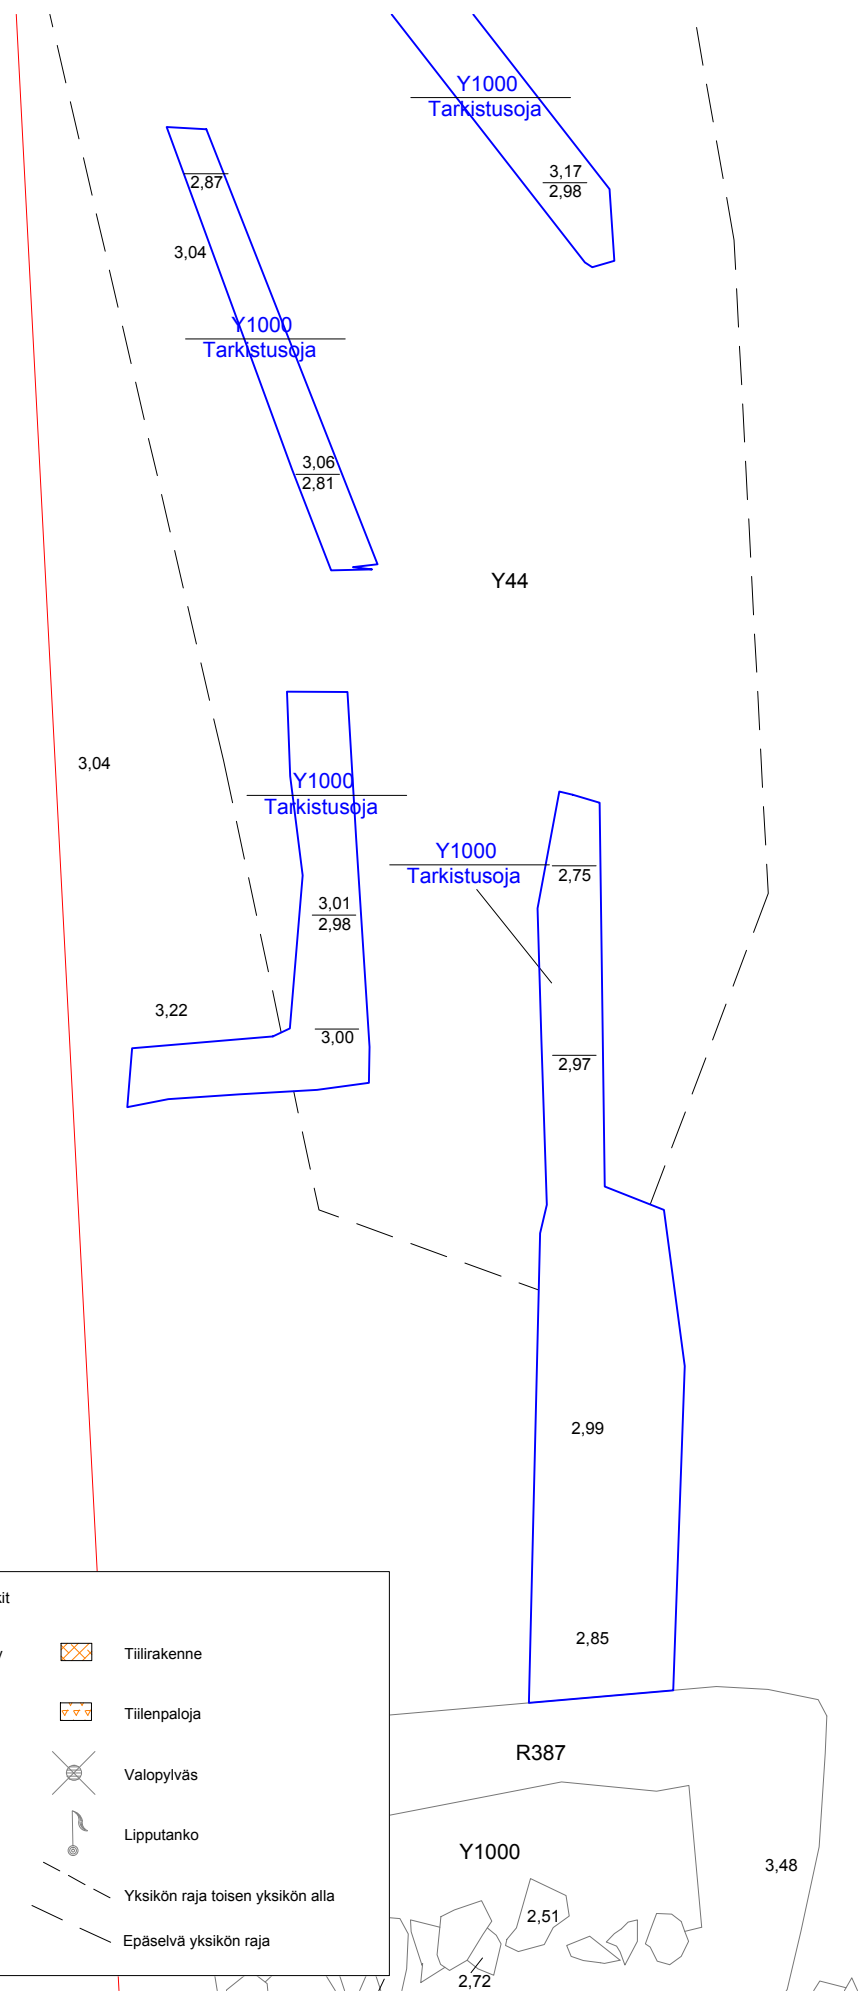 Y1000
Tarkistusoja
3,17
2,98
2,87
3,04
Y1000
Tarkistusoja
3,06
2,81
Y44
3,04
Y1000
Tarkistusoja
Y1000
Tarkistusoja
2,75
3,01
2,98
3,22
3,00
2,97
2,99
2,85
Tiilirakenne
Tiilenpaloja
Valopylväs
Lipputanko
Yksikön raja toisen yksikön alla
Epäselvä yksikön raja
R387
Y1000
3,48
2,51
2,72